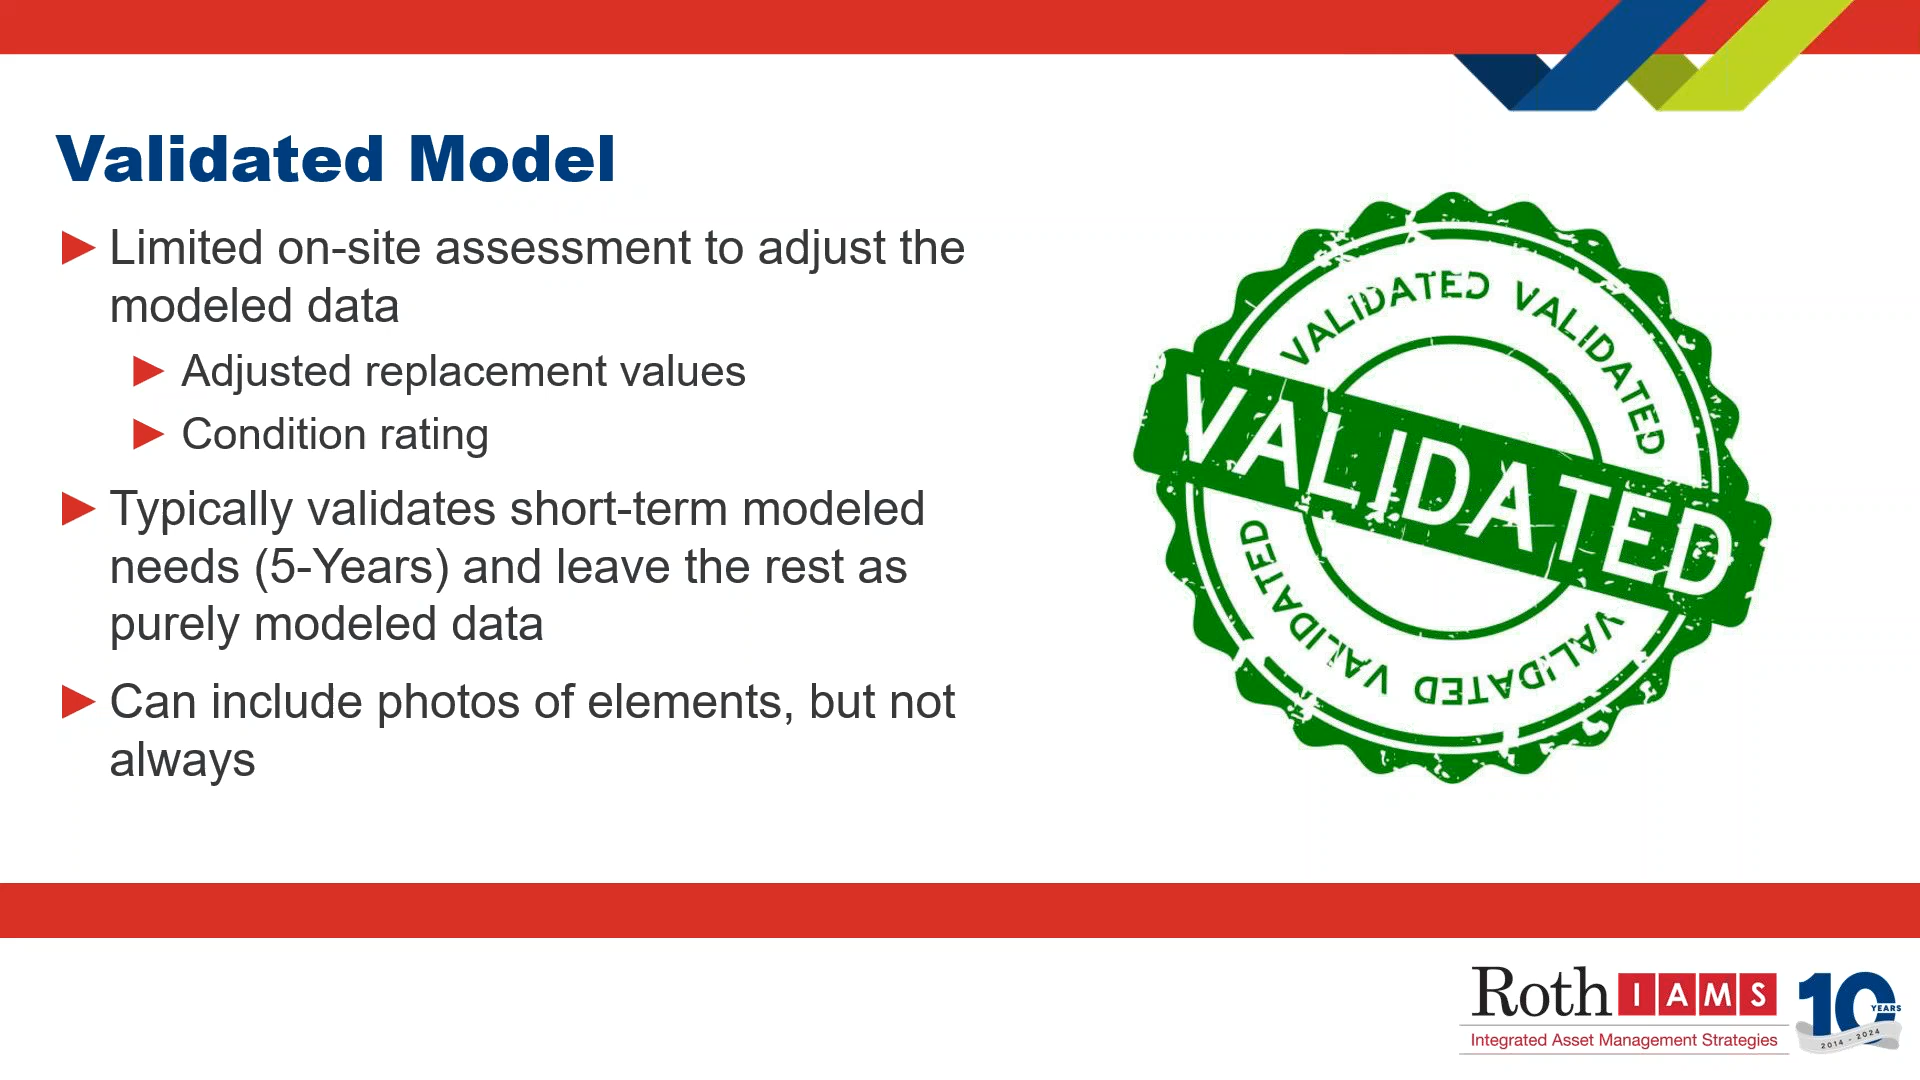 Validated Model
Limited on-site assessment to adjust the
modeled data
Adjusted replacement values
Condition rating
Typically validates short-term modeled
needs (5-Years) and leave the rest as
purely modeled data
Can include photos of elements, but not
always
VALIDATED VALIDATED
VALIDATED
VALIDATED VALIDATED VALIDATED
Roth IAMS
Integrated Asset Management Strategies
10 YEARS
2014 - 2024